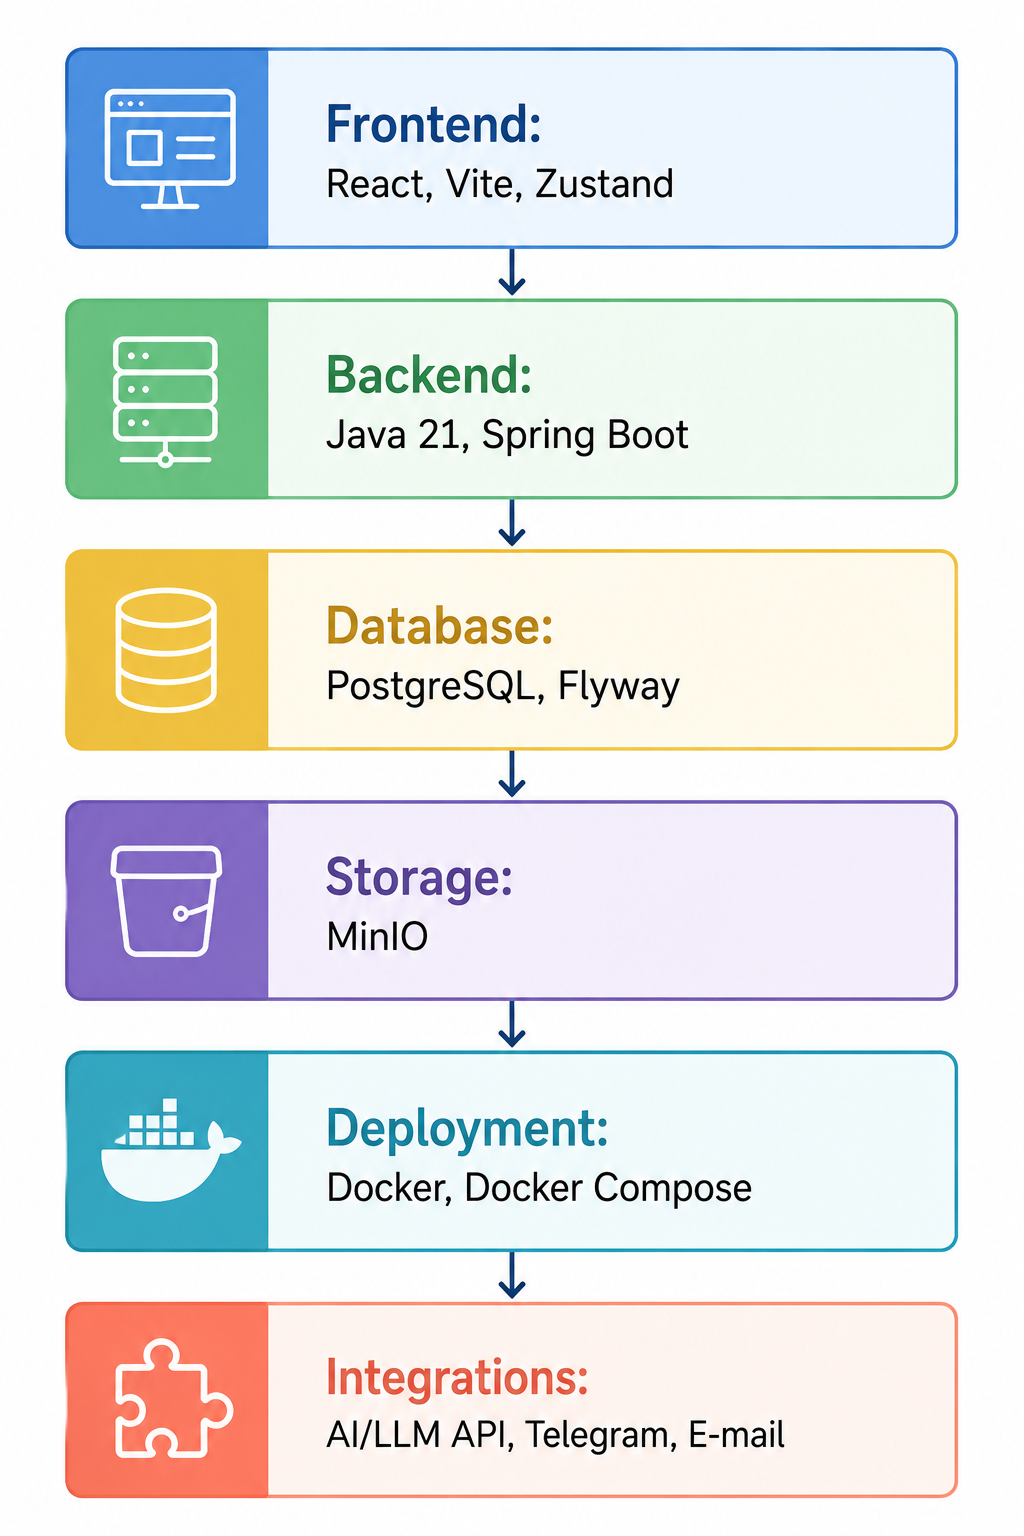 Frontend:
React, Vite, Zustand
Backend:
Java 21, Spring Boot
Database:
PostgreSQL, Flyway
Storage:
MinIO
Deployment:
Docker, Docker Compose
Integrations:
AI/LLM API, Telegram, E-mail